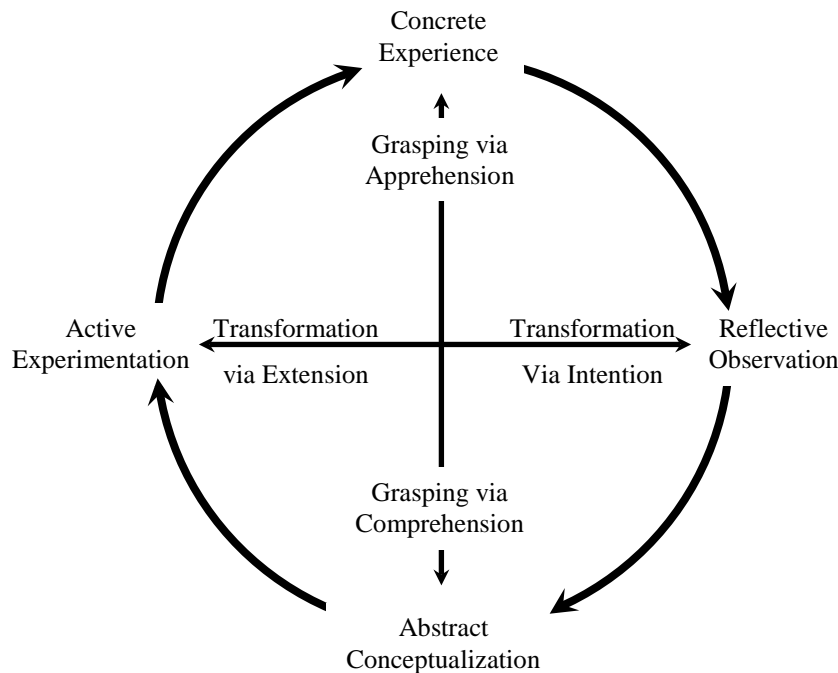 Concrete
Experience
Grasping via
Apprehension
Active
Experimentation
Transformation
via Extension
Transformation
Via Intention
Reflective
Observation
Grasping via
Comprehension
Abstract
Conceptualization